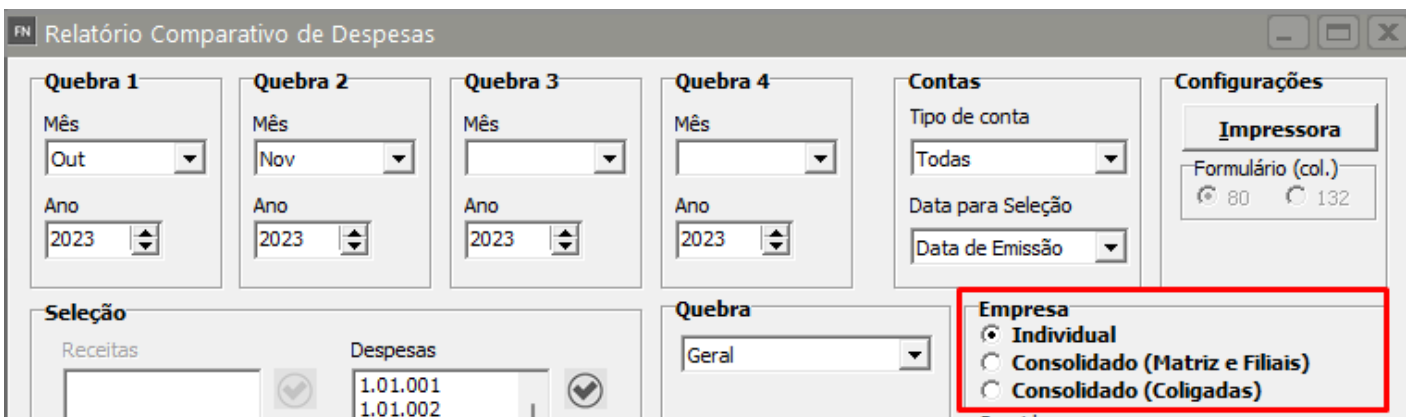 FN Relatório Comparativo de Despesas
Quebra 1
Mês
Out
Ano
2023
Quebra 2
Mês
Nov
Ano
2023
Quebra 3
Mês
Ano
2023
Quebra 4
Mês
Ano
2023
Contas
Tipo de conta
Todas
Data para Seleção
Data de Emissão
Configurações
Impressora
Formulário (col.)
80 132
Seleção
Receitas
Despesas
1.01.001
1.01.002
Quebra
Geral
Empresa
Individual
Consolidado (Matriz e Filiais)
Consolidado (Coligadas)